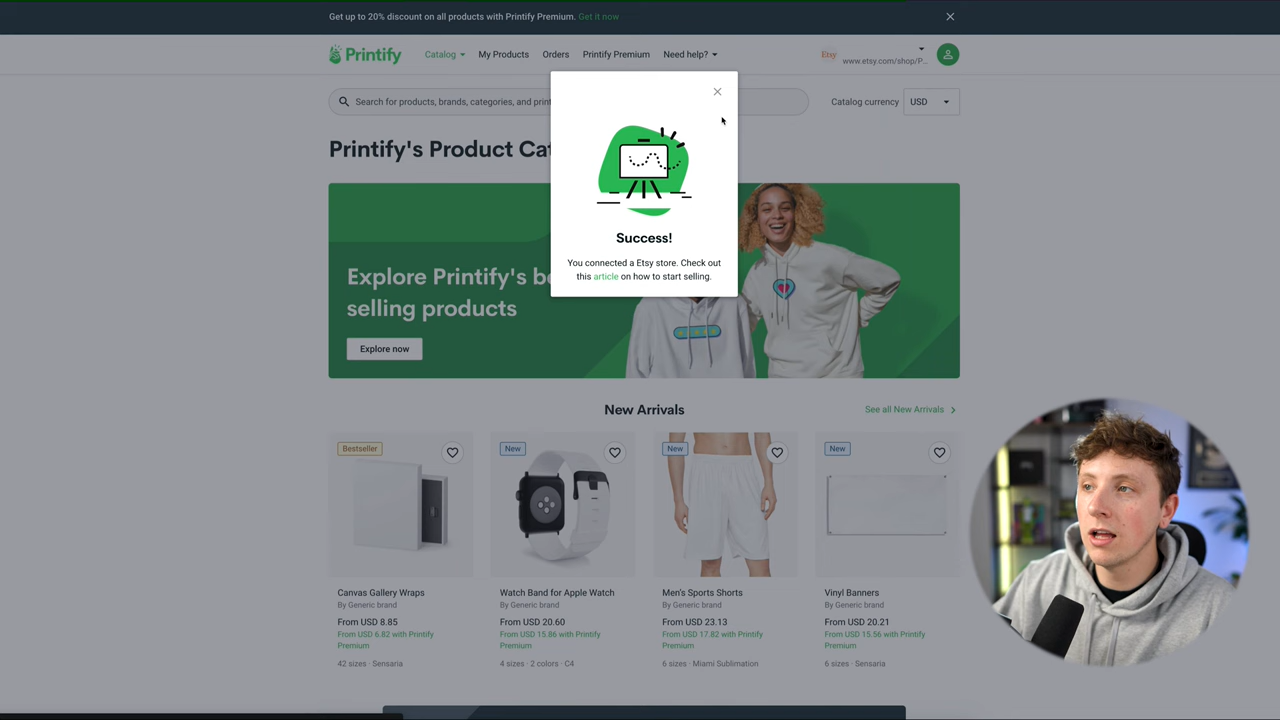 Get up to 20% discount on all products with Printify Premium. Get it now
Printify
Catalog
My Products
Orders
Printify Premium
Need help?
Etsy
www.etsy.com/shop/P...
Search for products, brands, categories, and print
Catalog currency
USD
Printify's Product Cat
Success!
You connected a Etsy store. Check out
this article on how to start selling.
Explore Printify's be
selling products
Explore now
New Arrivals
See all New Arrivals
Bestseller
New
New
New
Canvas Gallery Wraps
By Generic brand
From USD 8.85
From USD 6.82 with Printify
Premium
42 sizes · Sensaria
Watch Band for Apple Watch
By Generic brand
From USD 20.60
From USD 15.86 with Printify
Premium
4 sizes · 2 colors · C4
Men's Sports Shorts
By Generic brand
From USD 23.13
From USD 17.82 with Printify
Premium
6 sizes · Miami Sublimation
Vinyl Banners
By Generic brand
From USD 20.21
From USD 15.56 with Printify
Premium
6 sizes · Sensaria